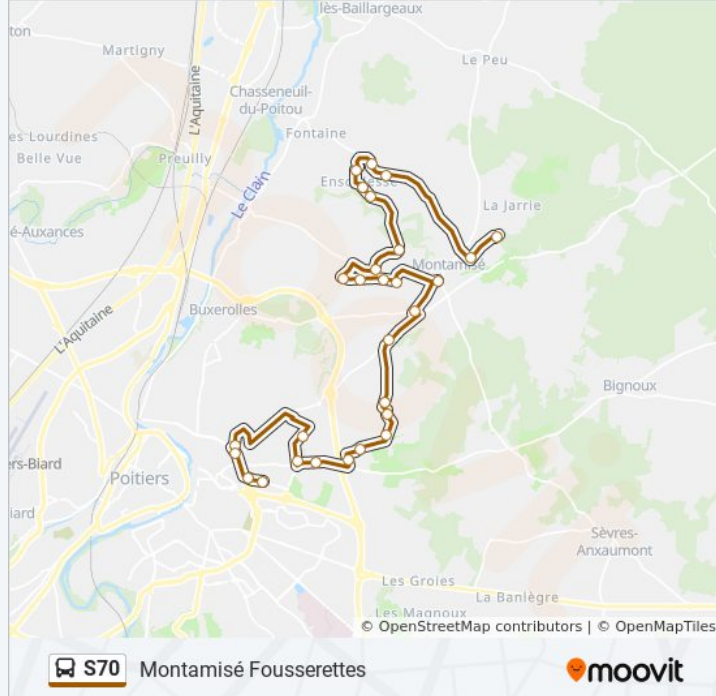 lès-Baillargeaux
ton
Martigny
Le Peu
L'Aquitaine
Chasseneuil-
du-Poitou
es Lourdines
Fontaine
Belle Vue
Preuilly
Le Clain
La Jarrie
é-Auxances
Montamisé
Buxerolles
L'Aquitaine
Bignoux
ers-Biard
Poitiers
iard
Sèvres-
Anxaumont
Les Groies
La Banlègre
Les Magnoux
© OpenStreetMap contributors | © OpenMapTiles
S70 Montamisé Fousserettes moovit